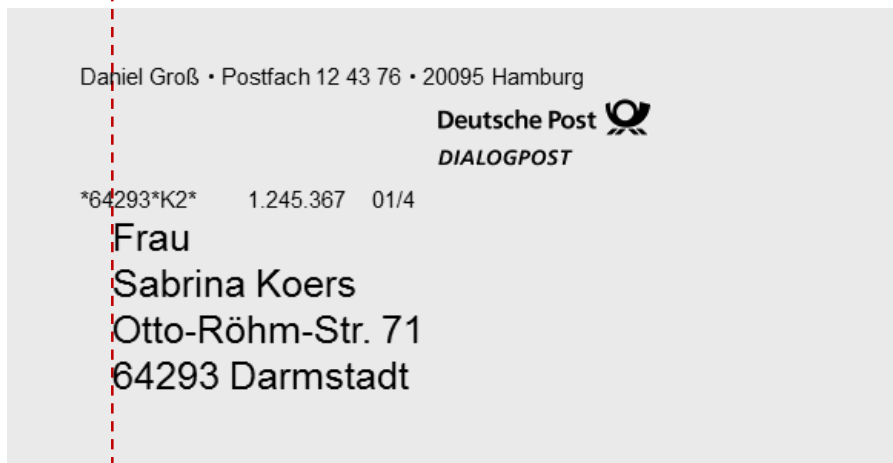 Daniel Groß • Postfach 12 43 76 • 20095 Hamburg
Deutsche Post
DIALOGPOST
*64293*K2* 1.245.367 01/4
Frau
Sabrina Koers
Otto-Röhm-Str. 71
64293 Darmstadt